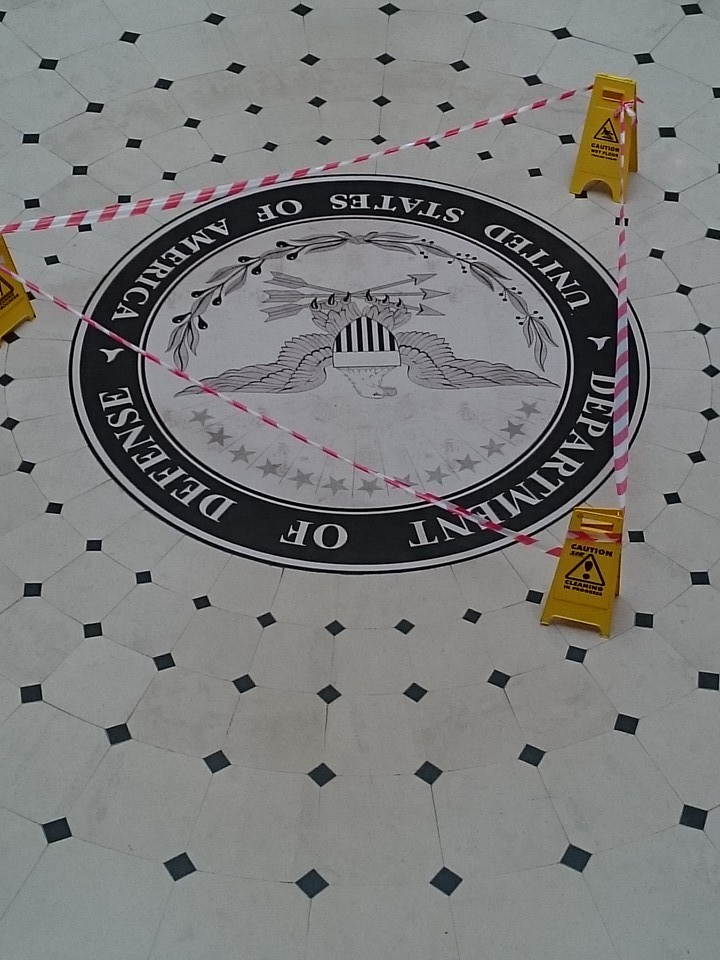 DEPARTMENT OF DEFENSE
UNITED STATES OF AMERICA
CAUTION
WET FLOOR
CAUTION
CLEANING
IN PROGRESS